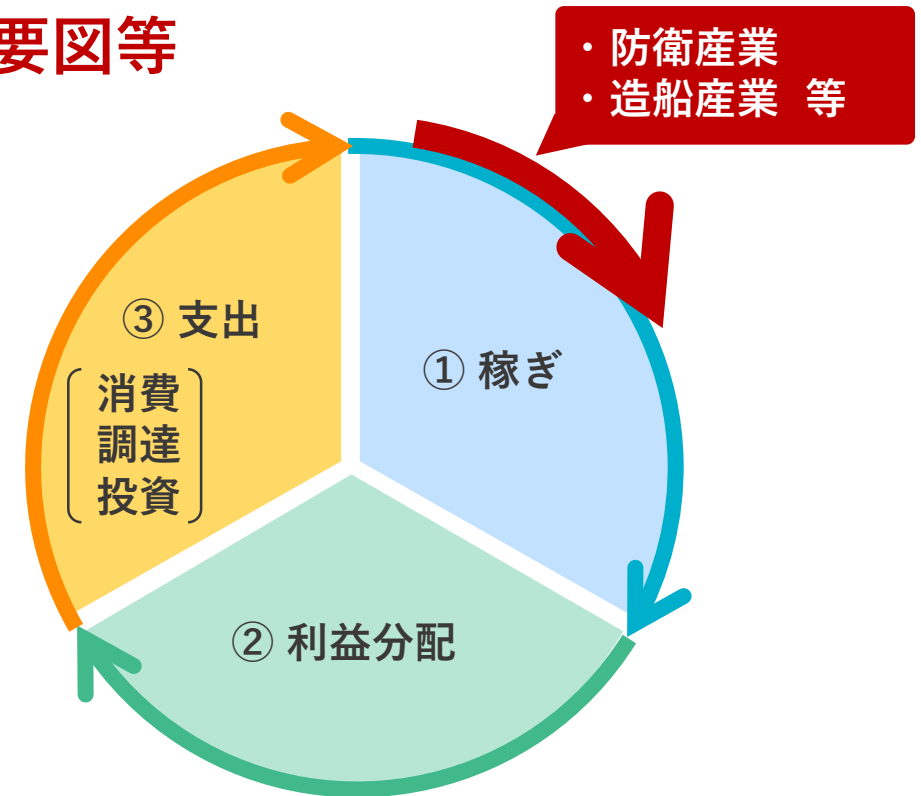 要図等
・防衛産業
・造船産業 等
③ 支出
消費
調達
投資
① 稼ぎ
② 利益分配